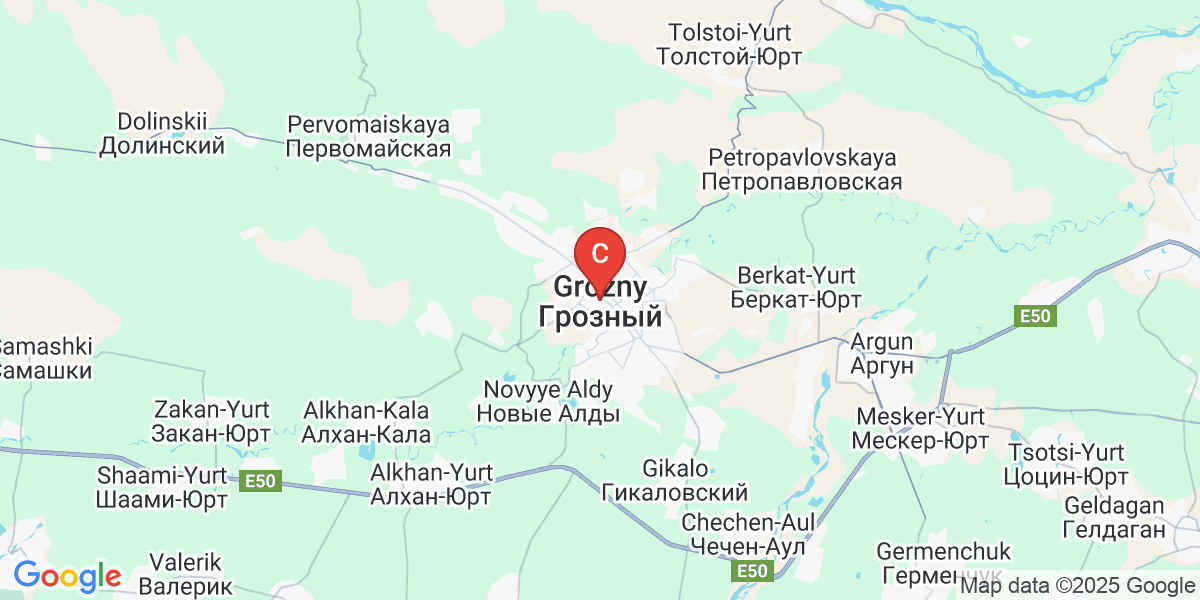 Tolstoi-Yurt
Толстой-Юрт
Dolinskii
Долинский
Pervomaiskaya
Первомайская
Petropavlovskaya
Петропавловская
C
Grozny
Грозный
Berkat-Yurt
Беркат-Юрт
E50
Argun
Аргун
Samashki
Самашки
Novyye Aldy
Новые Алды
Zakan-Yurt
Закан-Юрт
Alkhan-Kala
Алхан-Кала
Mesker-Yurt
Мескер-Юрт
Tsotsi-Yurt
Цоцин-Юрт
Shaami-Yurt
Шаами-Юрт
E50
Alkhan-Yurt
Алхан-Юрт
Gikalo
Гикаловский
Geldagan
Гелдаган
Chechen-Aul
Чечен-Аул
E50
Germenchuk
Герменчук
Valerik
Валерик
Google
Map data ©2025 Google